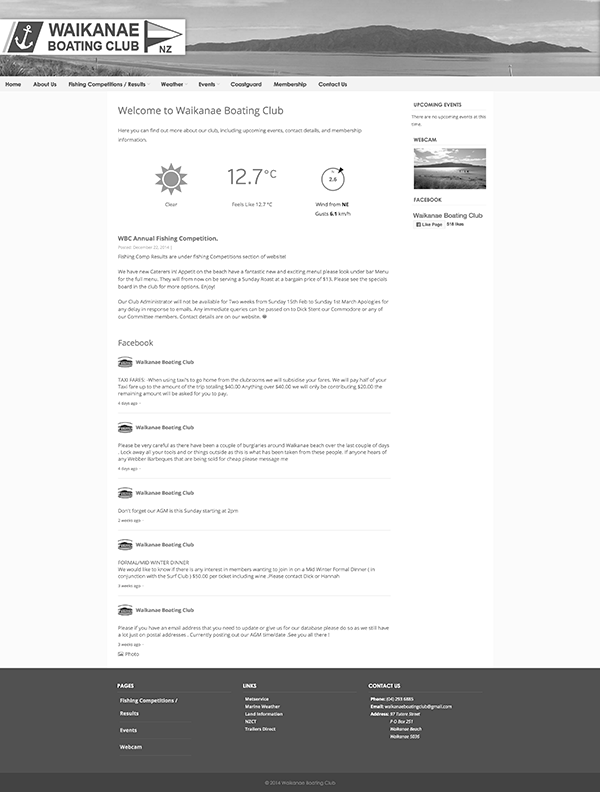 WAIKANAE
BOATING CLUB
NZ
Home
About Us
Fishing Competitions / Results
Weather
Events
Coastguard
Membership
Contact Us
Welcome to Waikanae Boating Club
Here you can find out more about our club, including upcoming events, contact details, and membership
information.
Clear
12.7°C
Feels Like 12.7 °C
2.6
Wind from NE
Gusts 6.1 km/h
WBC Annual Fishing Competition.
Posted: December 22, 2014 |
Fishing Comp Results are under fishing Competitions section of website!
We have new Caterers in! Appetit on the beach have a fantastic new and exciting menu! please look under bar Menu
for the full menu. They will from now on be serving a Sunday Roast at a bargain price of $13. Please see the specials
board in the club for more options. Enjoy!
Our Club Administrator will not be available for Two weeks from Sunday 15th Feb to Sunday 1st March Apologies for
any delay in response to emails. Any immediate queries can be passed on to Dick Stent our Commodore or any of
our Committee members. Contact details are on our website.
Facebook
Waikanae Boating Club
TAXI FARES: -When using taxi's to go home from the clubrooms we will subsidise your fares. We will pay half of your
Taxi fare up to the amount of the trip totaling $40.00 Anything over $40.00 we will only be contributing $20.00 the
remaining amount will be asked for you to pay.
4 days ago
Waikanae Boating Club
Please be very careful as there have been a couple of burglaries around Waikanae beach over the last couple of days
. Lock away all your tools and or things outside as this is what has been taken from these people. If anyone hears of
any Webber Barbeques that are being sold for cheap please message me
4 days ago
Waikanae Boating Club
Don't forget our AGM is this Sunday starting at 2pm
2 weeks ago
Waikanae Boating Club
FORMAL/MID WINTER DINNER
We would like to know if there is any interest in members wanting to join in on a Mid Winter Formal Dinner ( in
conjunction with the Surf Club ) $50.00 per ticket including wine .Please contact Dick or Hannah
3 weeks ago
Waikanae Boating Club
Please if you have an email address that you need to update or give us for our database please do so as we still have
a lot just on postal addresses . Currently posting out our AGM time/date .See you all there !
3 weeks ago
Photo
UPCOMING EVENTS
There are no upcoming events at this
time.
WEBCAM
FACEBOOK
Waikanae Boating Club
Like Page 518 likes
PAGES
Fishing Competitions /
Results
Events
Webcam
LINKS
Metservice
Marine Weather
Land Information
NZCT
Trailers Direct
CONTACT US
Phone: (04) 293 6885
Email: waikanaeboatingclub@gmail.com
Address: 97 Tutere Street
P O Box 251
Waikanae Beach
Waikanae 5036
© 2014 Waikanae Boating Club